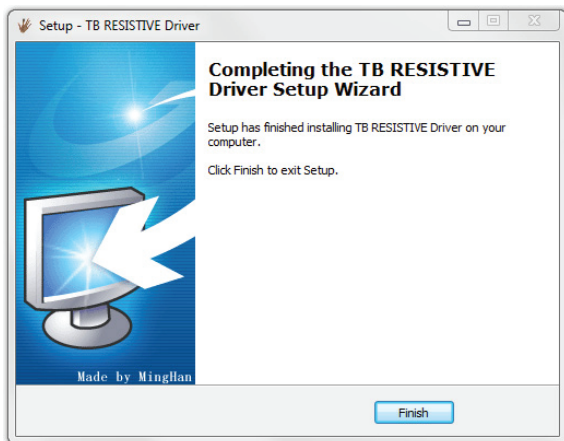 Setup - TB RESISTIVE Driver
Completing the TB RESISTIVE
Driver Setup Wizard
Setup has finished installing TB RESISTIVE Driver on your
computer.
Click Finish to exit Setup.
Made by MingHan
Finish